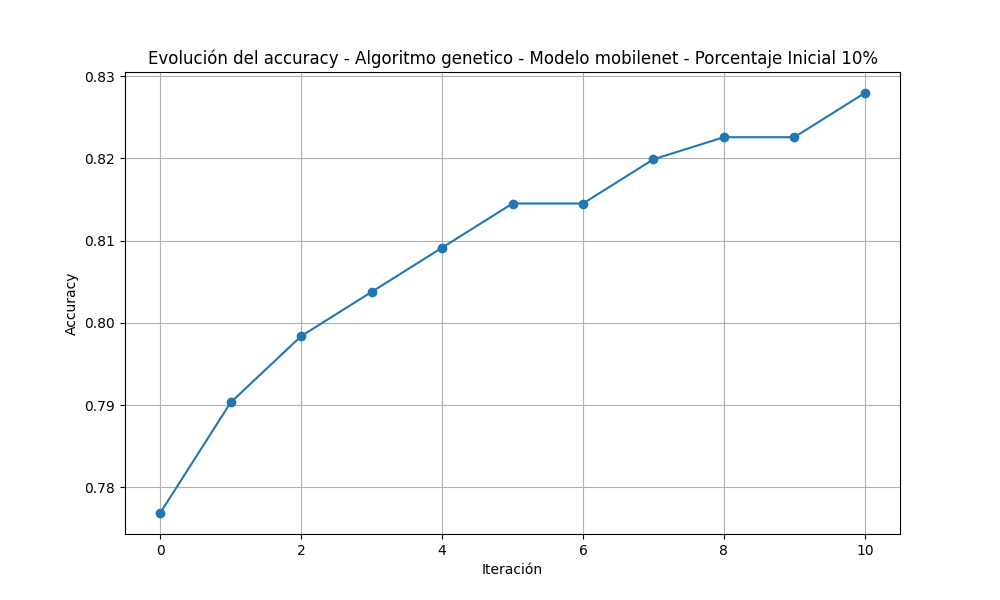 Evolución del accuracy - Algoritmo genetico - Modelo mobilenet - Porcentaje Inicial 10%
0.83
0.82
0.81
0.80
0.79
0.78
Accuracy
0 2 4 6 8 10
Iteración